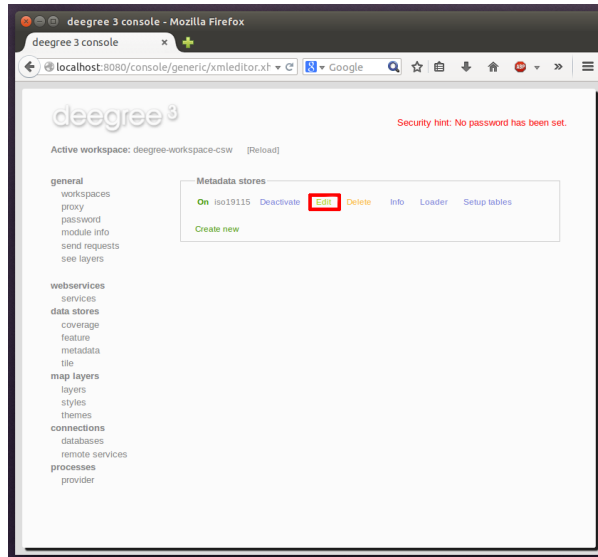 deegree 3 console - Mozilla Firefox
deegree 3 console
localhost:8080/console/generic/xmleditor.xh
Google
ABP
deegree 3
Security hint: No password has been set.
Active workspace: deegree-workspace-csw [Reload]
general
workspaces
proxy
password
module info
send requests
see layers
webservices
services
data stores
coverage
feature
metadata
tile
map layers
layers
styles
themes
connections
databases
remote services
processes
provider
Metadata stores
On iso19115 Deactivate Edit Delete Info Loader Setup tables
Create new